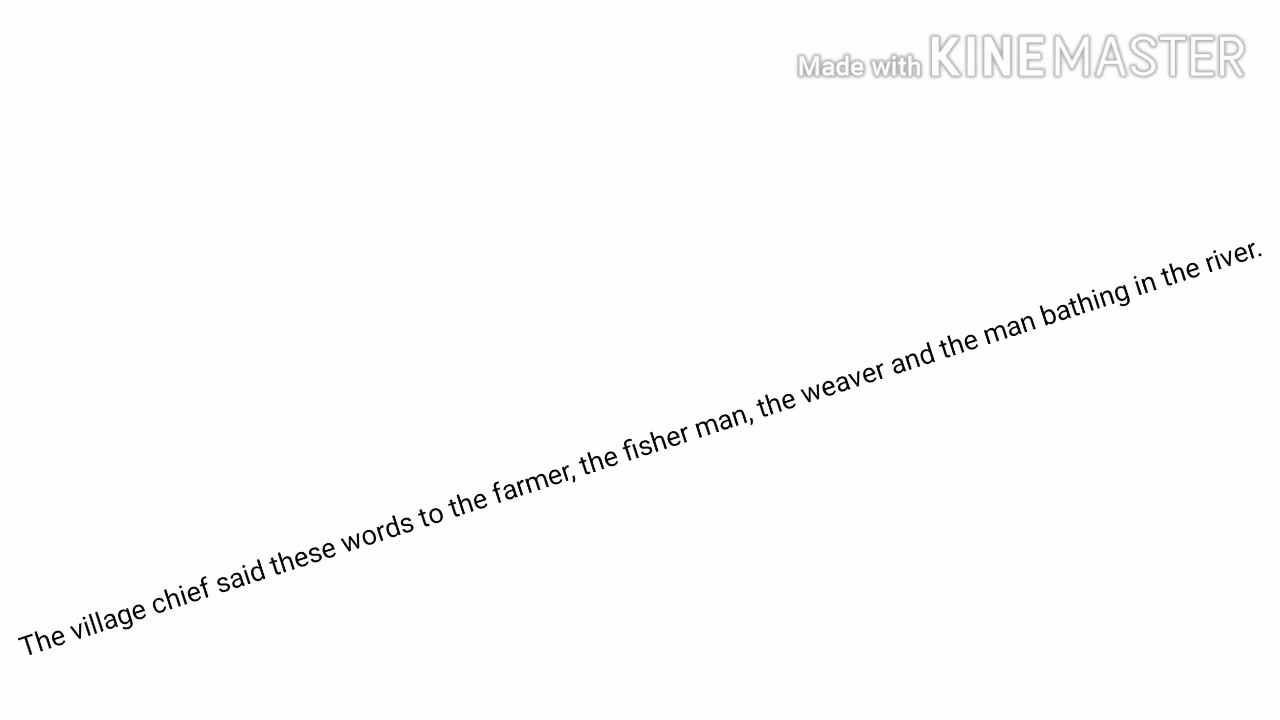 Made with KINEMASTER
The village chief said these words to the farmer, the fisher man, the weaver and the man bathing in the river.